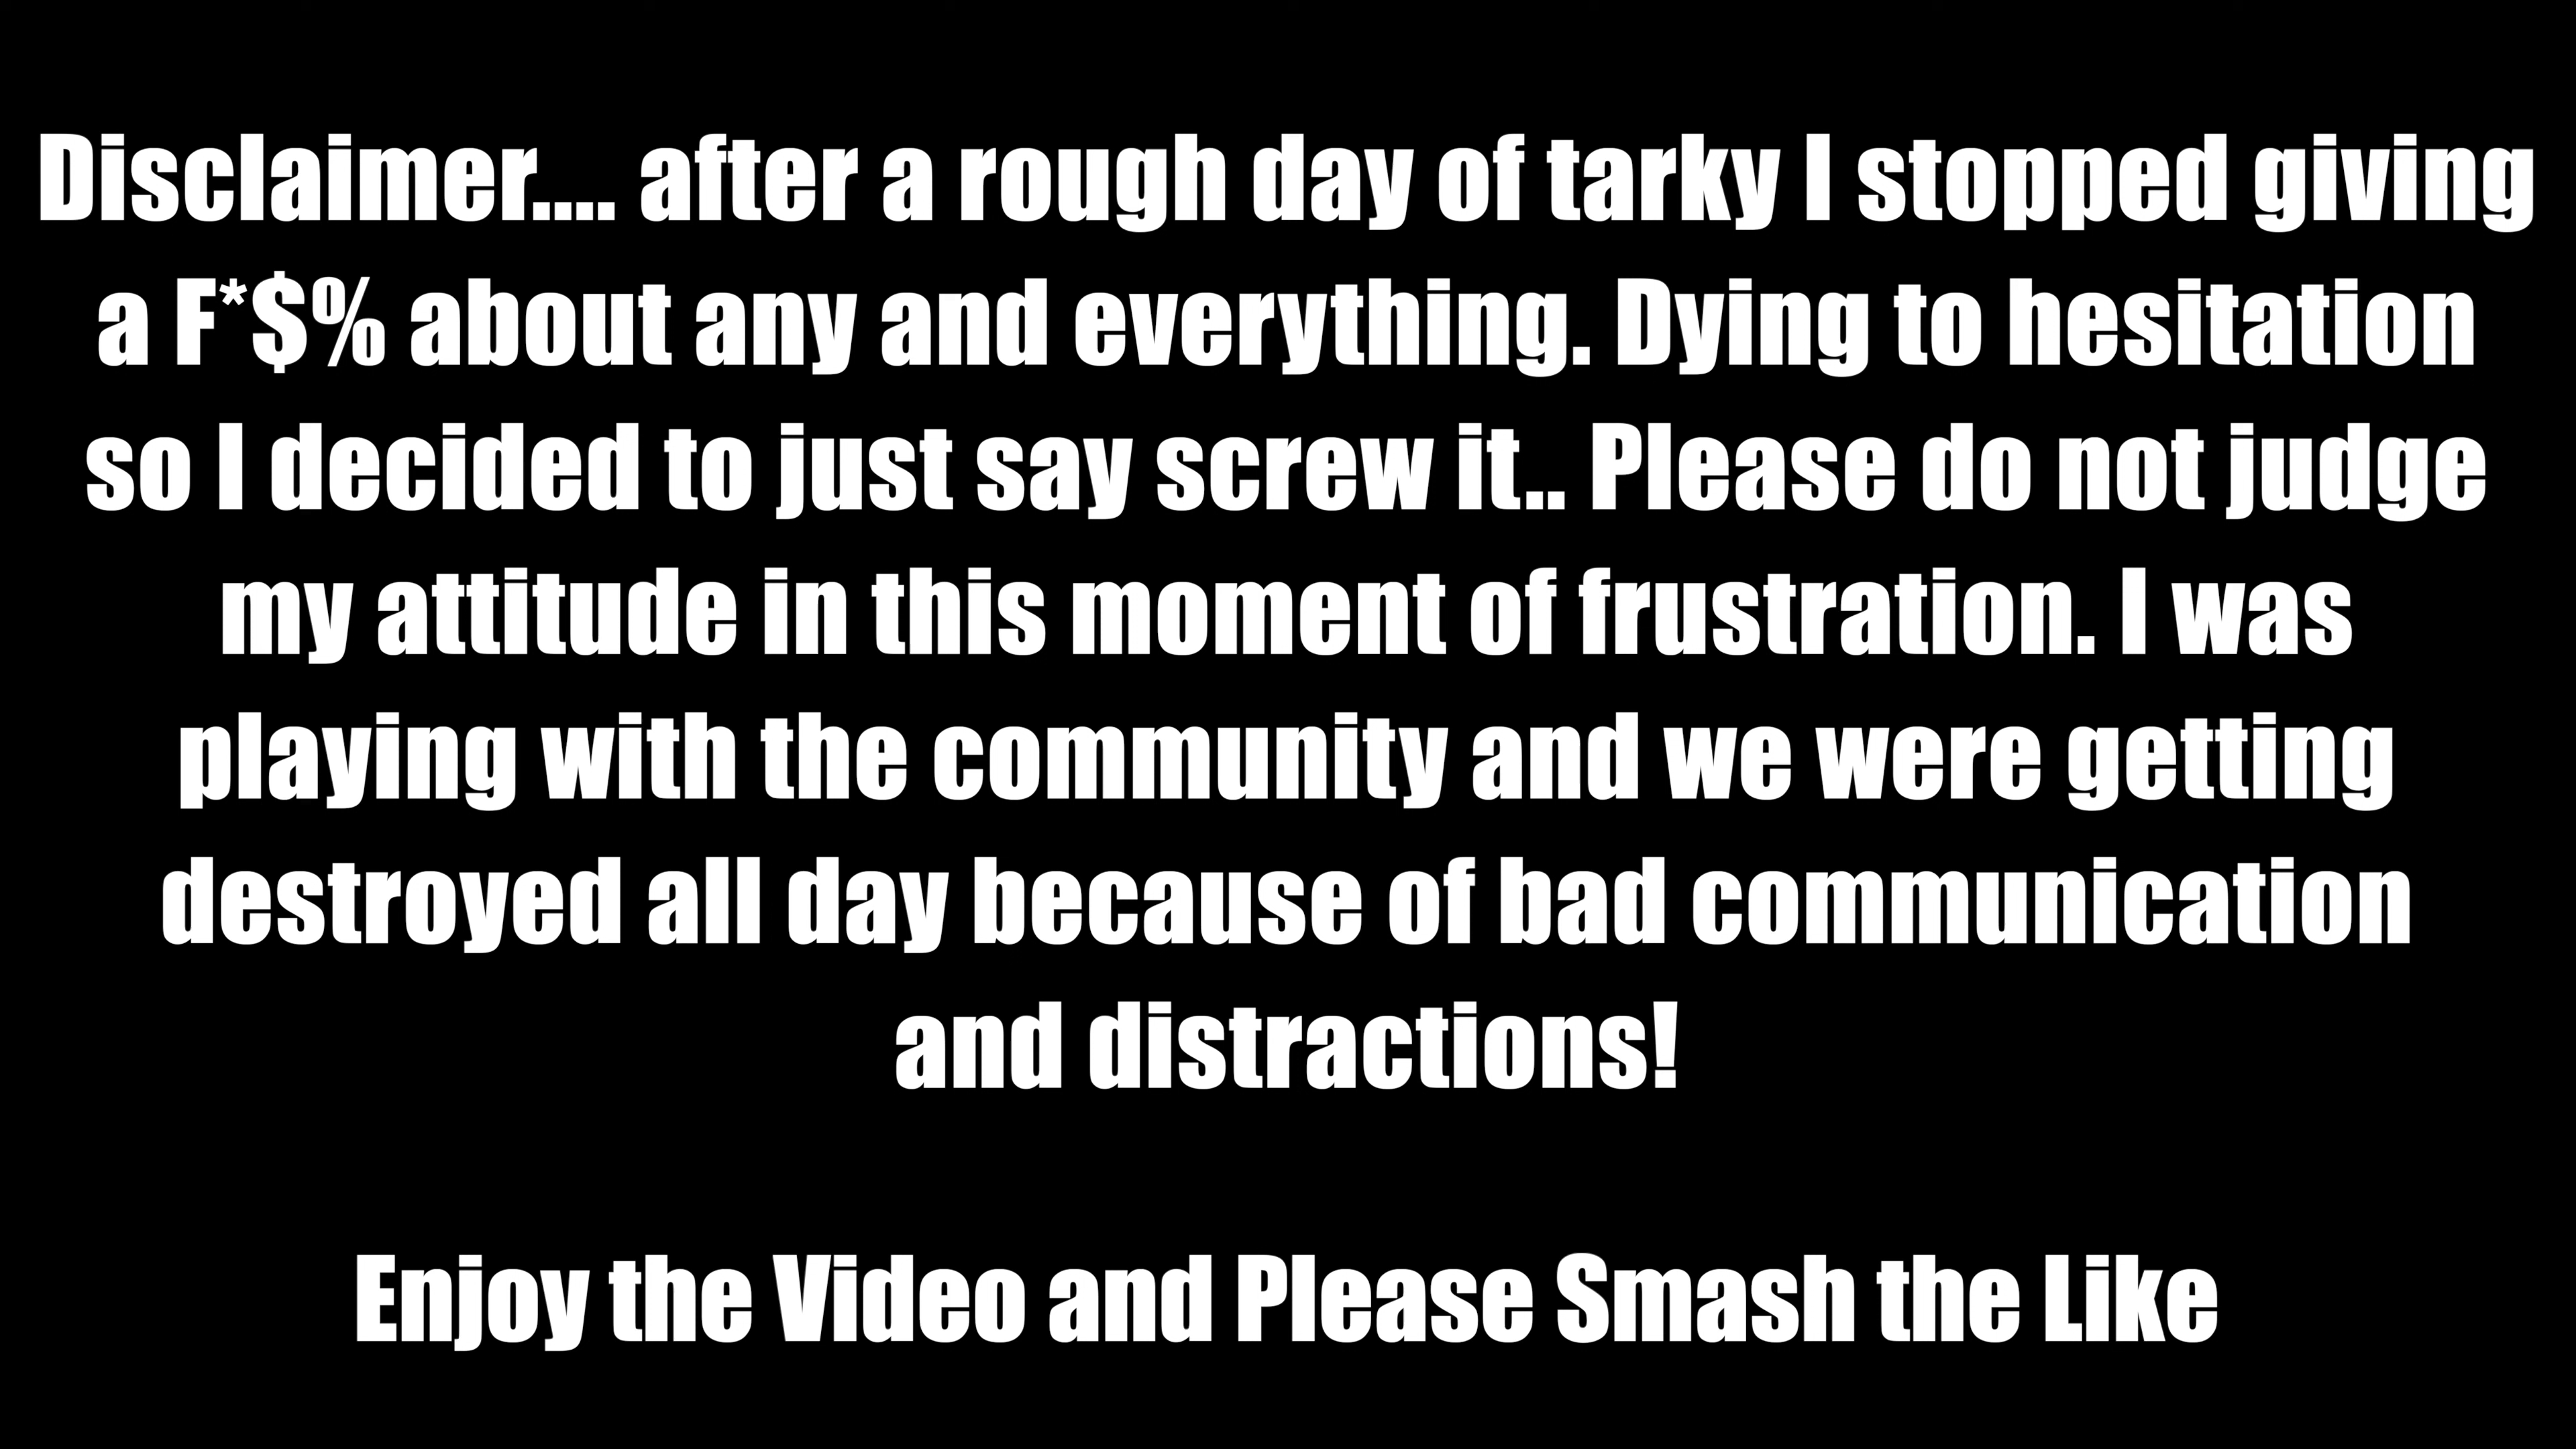 Disclaimer.... after a rough day of tarky I stopped giving
a F*$% about any and everything. Dying to hesitation
so I decided to just say screw it.. Please do not judge
my attitude in this moment of frustration. I was
playing with the community and we were getting
destroyed all day because of bad communication
and distractions!
Enjoy the Video and Please Smash the Like